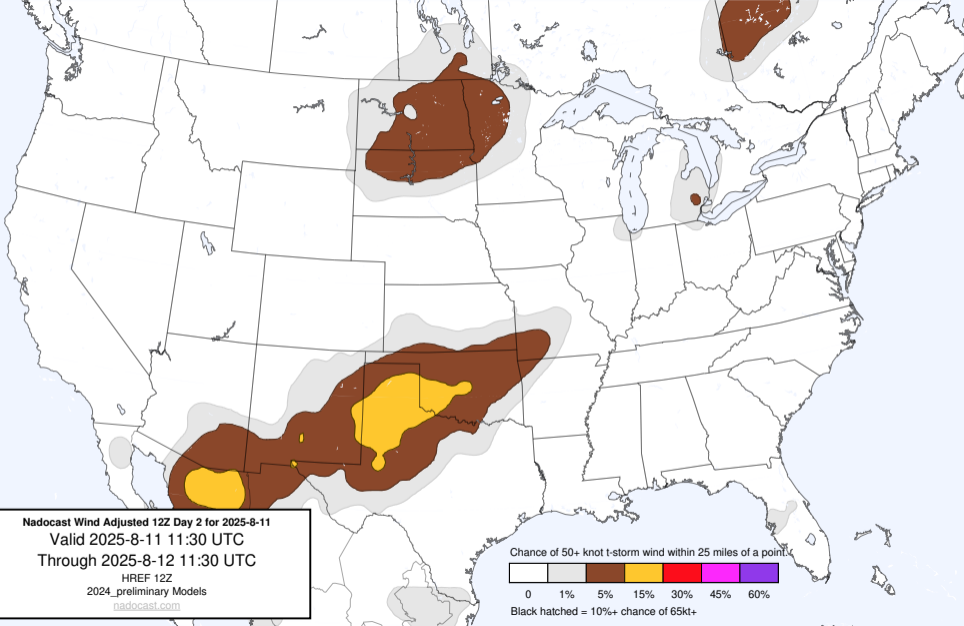 Nadocast Wind Adjusted 12Z Day 2 for 2025-8-11
Valid 2025-8-11 11:30 UTC
Through 2025-8-12 11:30 UTC
HREF 12Z
2024_preliminary Models
nadocast.com
Chance of 50+ knot t-storm wind within 25 miles of a point.
0 1% 5% 15% 30% 45% 60%
Black hatched = 10%+ chance of 65kt+